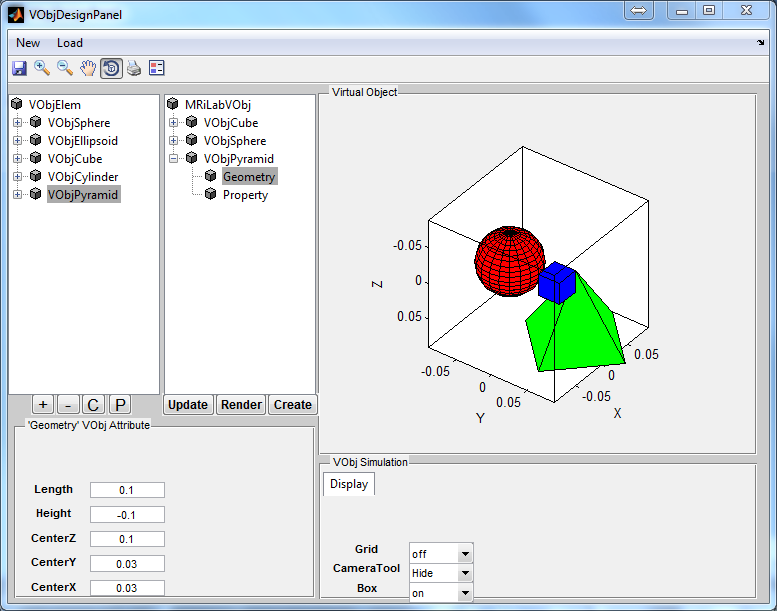 VObjDesignPanel
New Load
VObjElem
VObjSphere
VObjEllipsoid
VObjCube
VObjCylinder
VObjPyramid
+ - C P
MRiLabVObj
VObjCube
VObjSphere
VObjPyramid
Geometry
Property
Update Render Create
Virtual Object
-0.05
0
0.05
Z
-0.05
0
0.05
Y
0.05
0
-0.05
X
'Geometry' VObj Attribute
Length 0.1
Height -0.1
CenterZ 0.1
CenterY 0.03
CenterX 0.03
VObj Simulation
Display
Grid off
CameraTool Hide
Box on